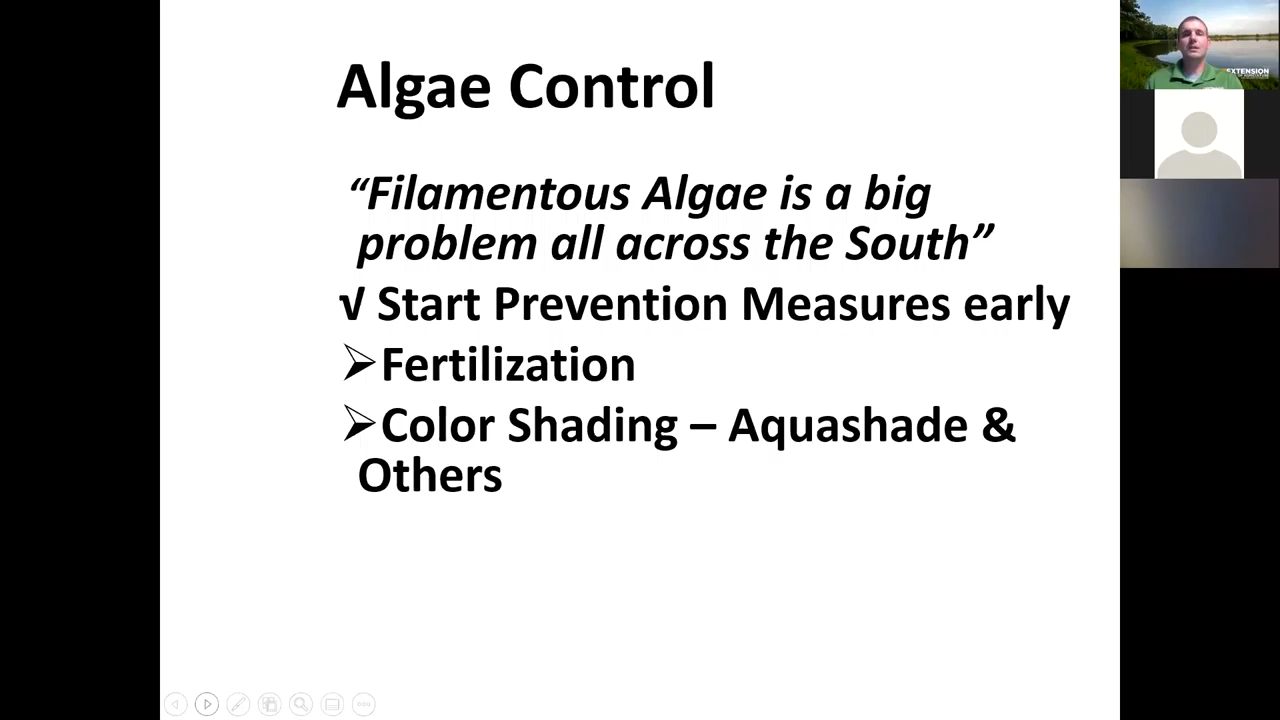 Algae Control
“Filamentous Algae is a big
problem all across the South”
√ Start Prevention Measures early
➢Fertilization
➢Color Shading – Aquashade &
Others
EXTENSION